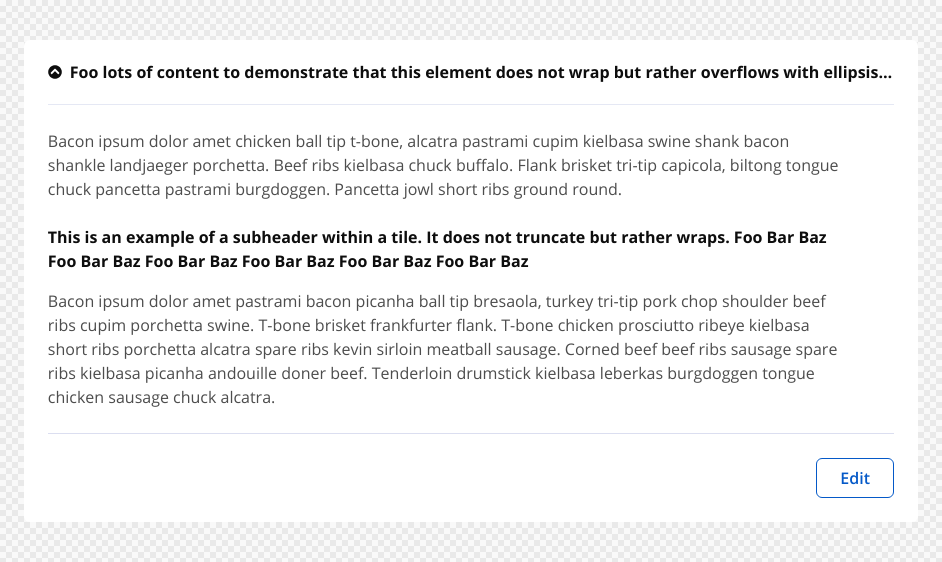 Foo lots of content to demonstrate that this element does not wrap but rather overflows with ellipsis...
Bacon ipsum dolor amet chicken ball tip t-bone, alcatra pastrami cupim kielbasa swine shank bacon
shankle landjaeger porchetta. Beef ribs kielbasa chuck buffalo. Flank brisket tri-tip capicola, biltong tongue
chuck pancetta pastrami burgdoggen. Pancetta jowl short ribs ground round.
This is an example of a subheader within a tile. It does not truncate but rather wraps. Foo Bar Baz
Foo Bar Baz Foo Bar Baz Foo Bar Baz Foo Bar Baz Foo Bar Baz
Bacon ipsum dolor amet pastrami bacon picanha ball tip bresaola, turkey tri-tip pork chop shoulder beef
ribs cupim porchetta swine. T-bone brisket frankfurter flank. T-bone chicken prosciutto ribeye kielbasa
short ribs porchetta alcatra spare ribs kevin sirloin meatball sausage. Corned beef beef ribs sausage spare
ribs kielbasa picanha andouille doner beef. Tenderloin drumstick kielbasa leberkas burgdoggen tongue
chicken sausage chuck alcatra.
Edit